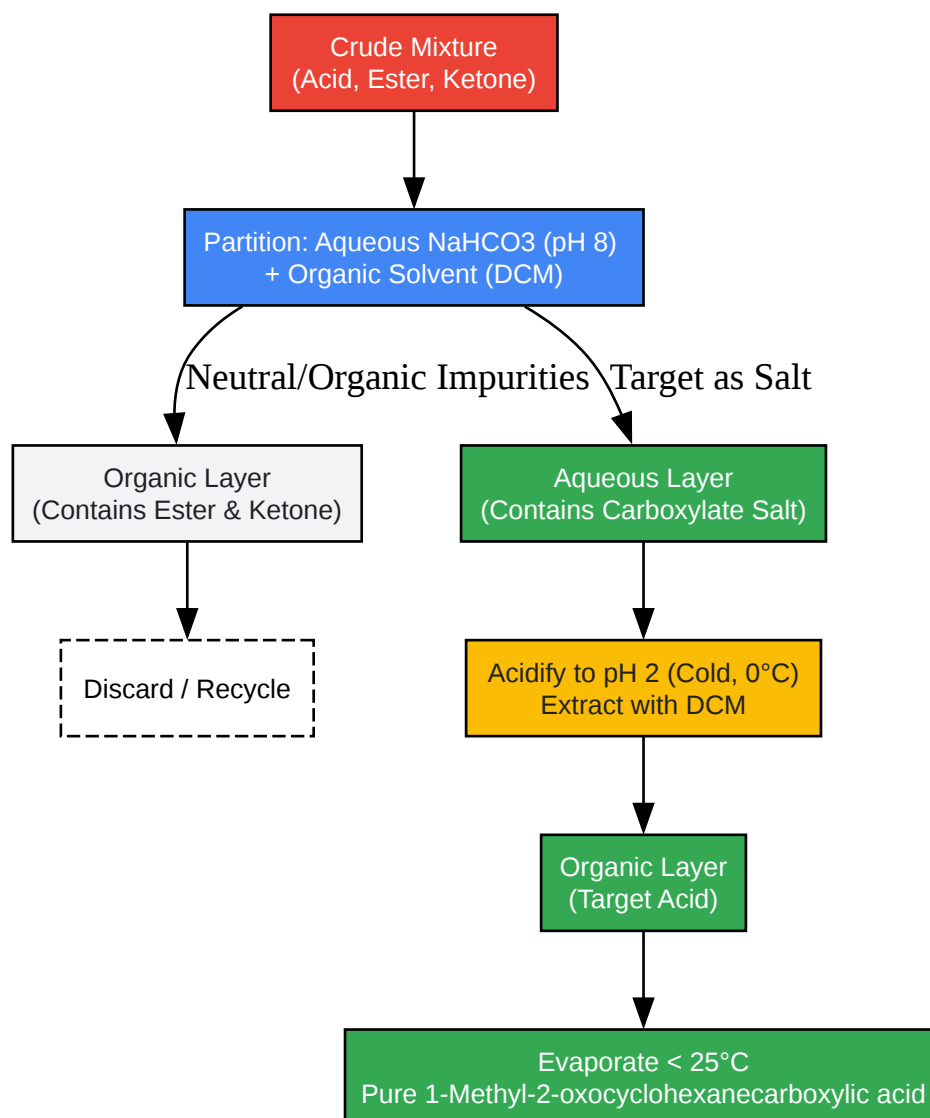 Crude Mixture
(Acid, Ester, Ketone)
Partition: Aqueous NaHCO3 (pH 8)
+ Organic Solvent (DCM)
Neutral/Organic Impurities
Target as Salt
Organic Layer
(Contains Ester & Ketone)
Aqueous Layer
(Contains Carboxylate Salt)
Discard / Recycle
Acidify to pH 2 (Cold, 0°C)
Extract with DCM
Organic Layer
(Target Acid)
Evaporate < 25°C
Pure 1-Methyl-2-oxocyclohexanecarboxylic acid